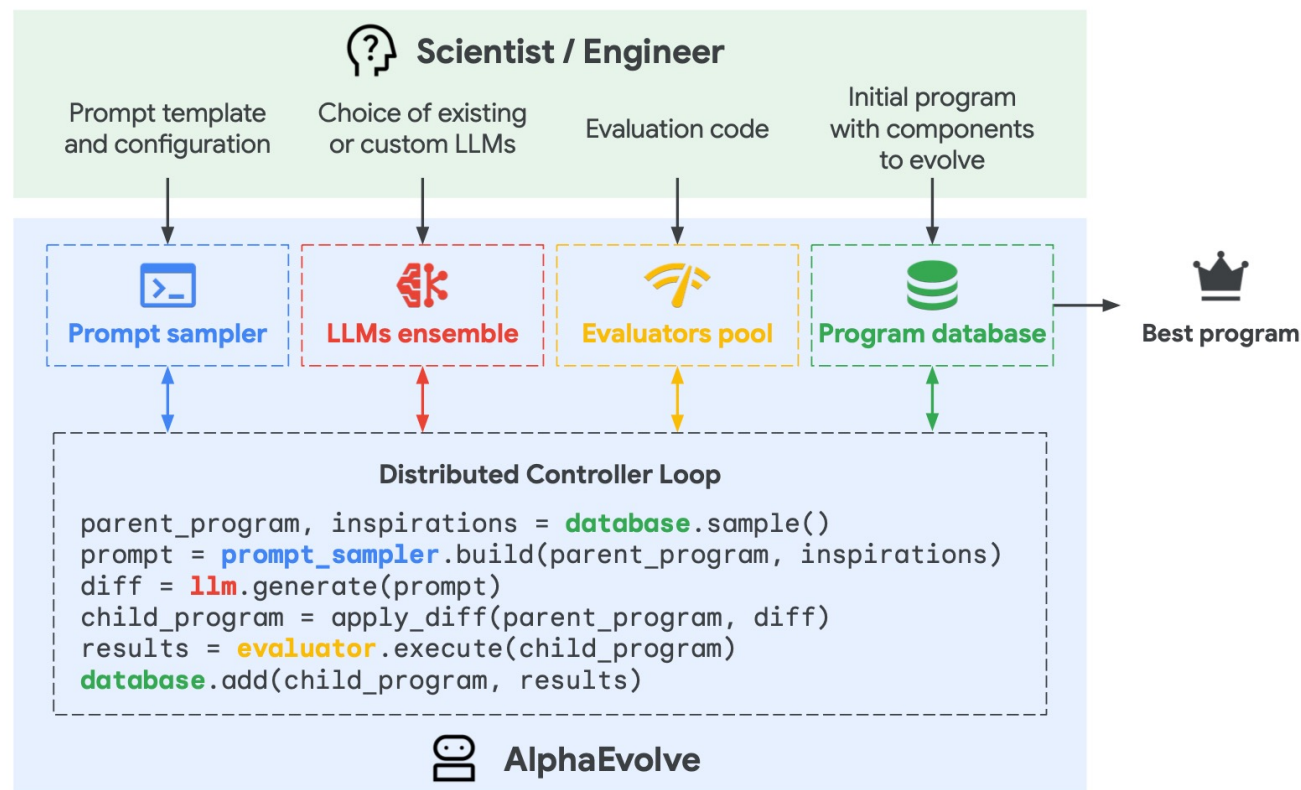 Scientist / Engineer
Prompt template
and configuration
Choice of existing
or custom LLMs
Evaluation code
Initial program
with components
to evolve
Prompt sampler
LLMs ensemble
Evaluators pool
Program database
Best program
Distributed Controller Loop
parent_program, inspirations = database.sample()
prompt = prompt_sampler.build(parent_program, inspirations)
diff = llm.generate(prompt)
child_program = apply_diff(parent_program, diff)
results = evaluator.execute(child_program)
database.add(child_program, results)
AlphaEvolve